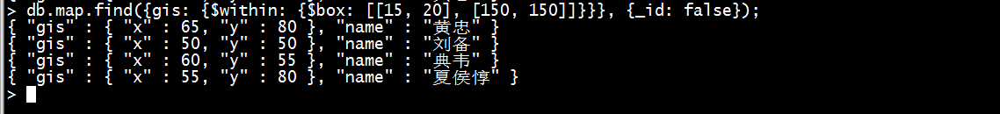 > db.map.find({gis: {$within: {$box: [[15, 20], [150, 150]]}}}, {_id: false});
{ "gis" : { "x" : 65, "y" : 80 }, "name" : "黄忠" }
{ "gis" : { "x" : 50, "y" : 50 }, "name" : "刘备" }
{ "gis" : { "x" : 60, "y" : 55 }, "name" : "典韦" }
{ "gis" : { "x" : 55, "y" : 80 }, "name" : "夏侯惇" }
>